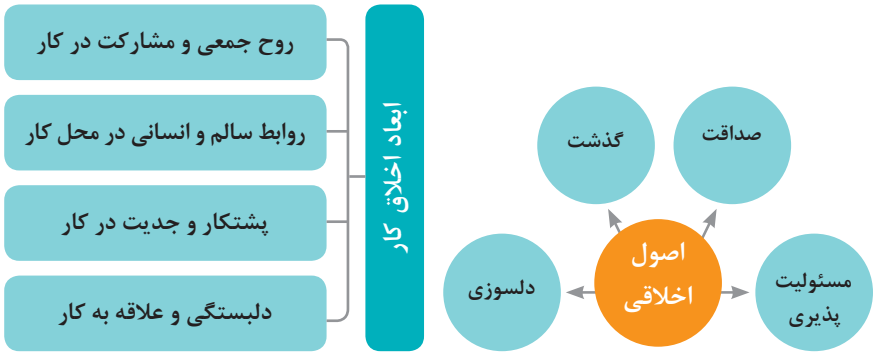 صداقت
گذشت
اصول
اخلاقی
مسئولیت
پذیری
دلسوزی
ابعاد اخلاق کار
روح جمعی و مشارکت در کار
روابط سالم و انسانی در محل کار
پشتکار و جدیت در کار
دلبستگی و علاقه به کار